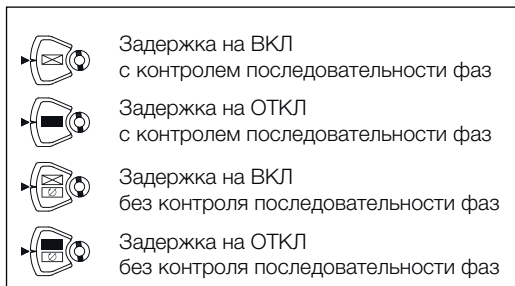 Задержка на ВКЛ
с контролем последовательности фаз
Задержка на ОТКЛ
с контролем последовательности фаз
Задержка на ВКЛ
без контроля последовательности фаз
Задержка на ОТКЛ
без контроля последовательности фаз